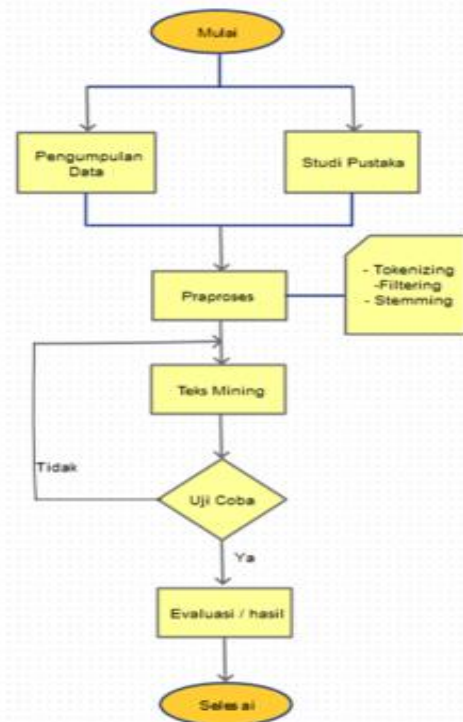 Mulai
Pengumpulan
Data
Studi Pustaka
Praproses
- Tokenizing
-Filtering
- Stemming
Teks Mining
Tidak
Uji Coba
Ya
Evaluasi / hasil
Selesai